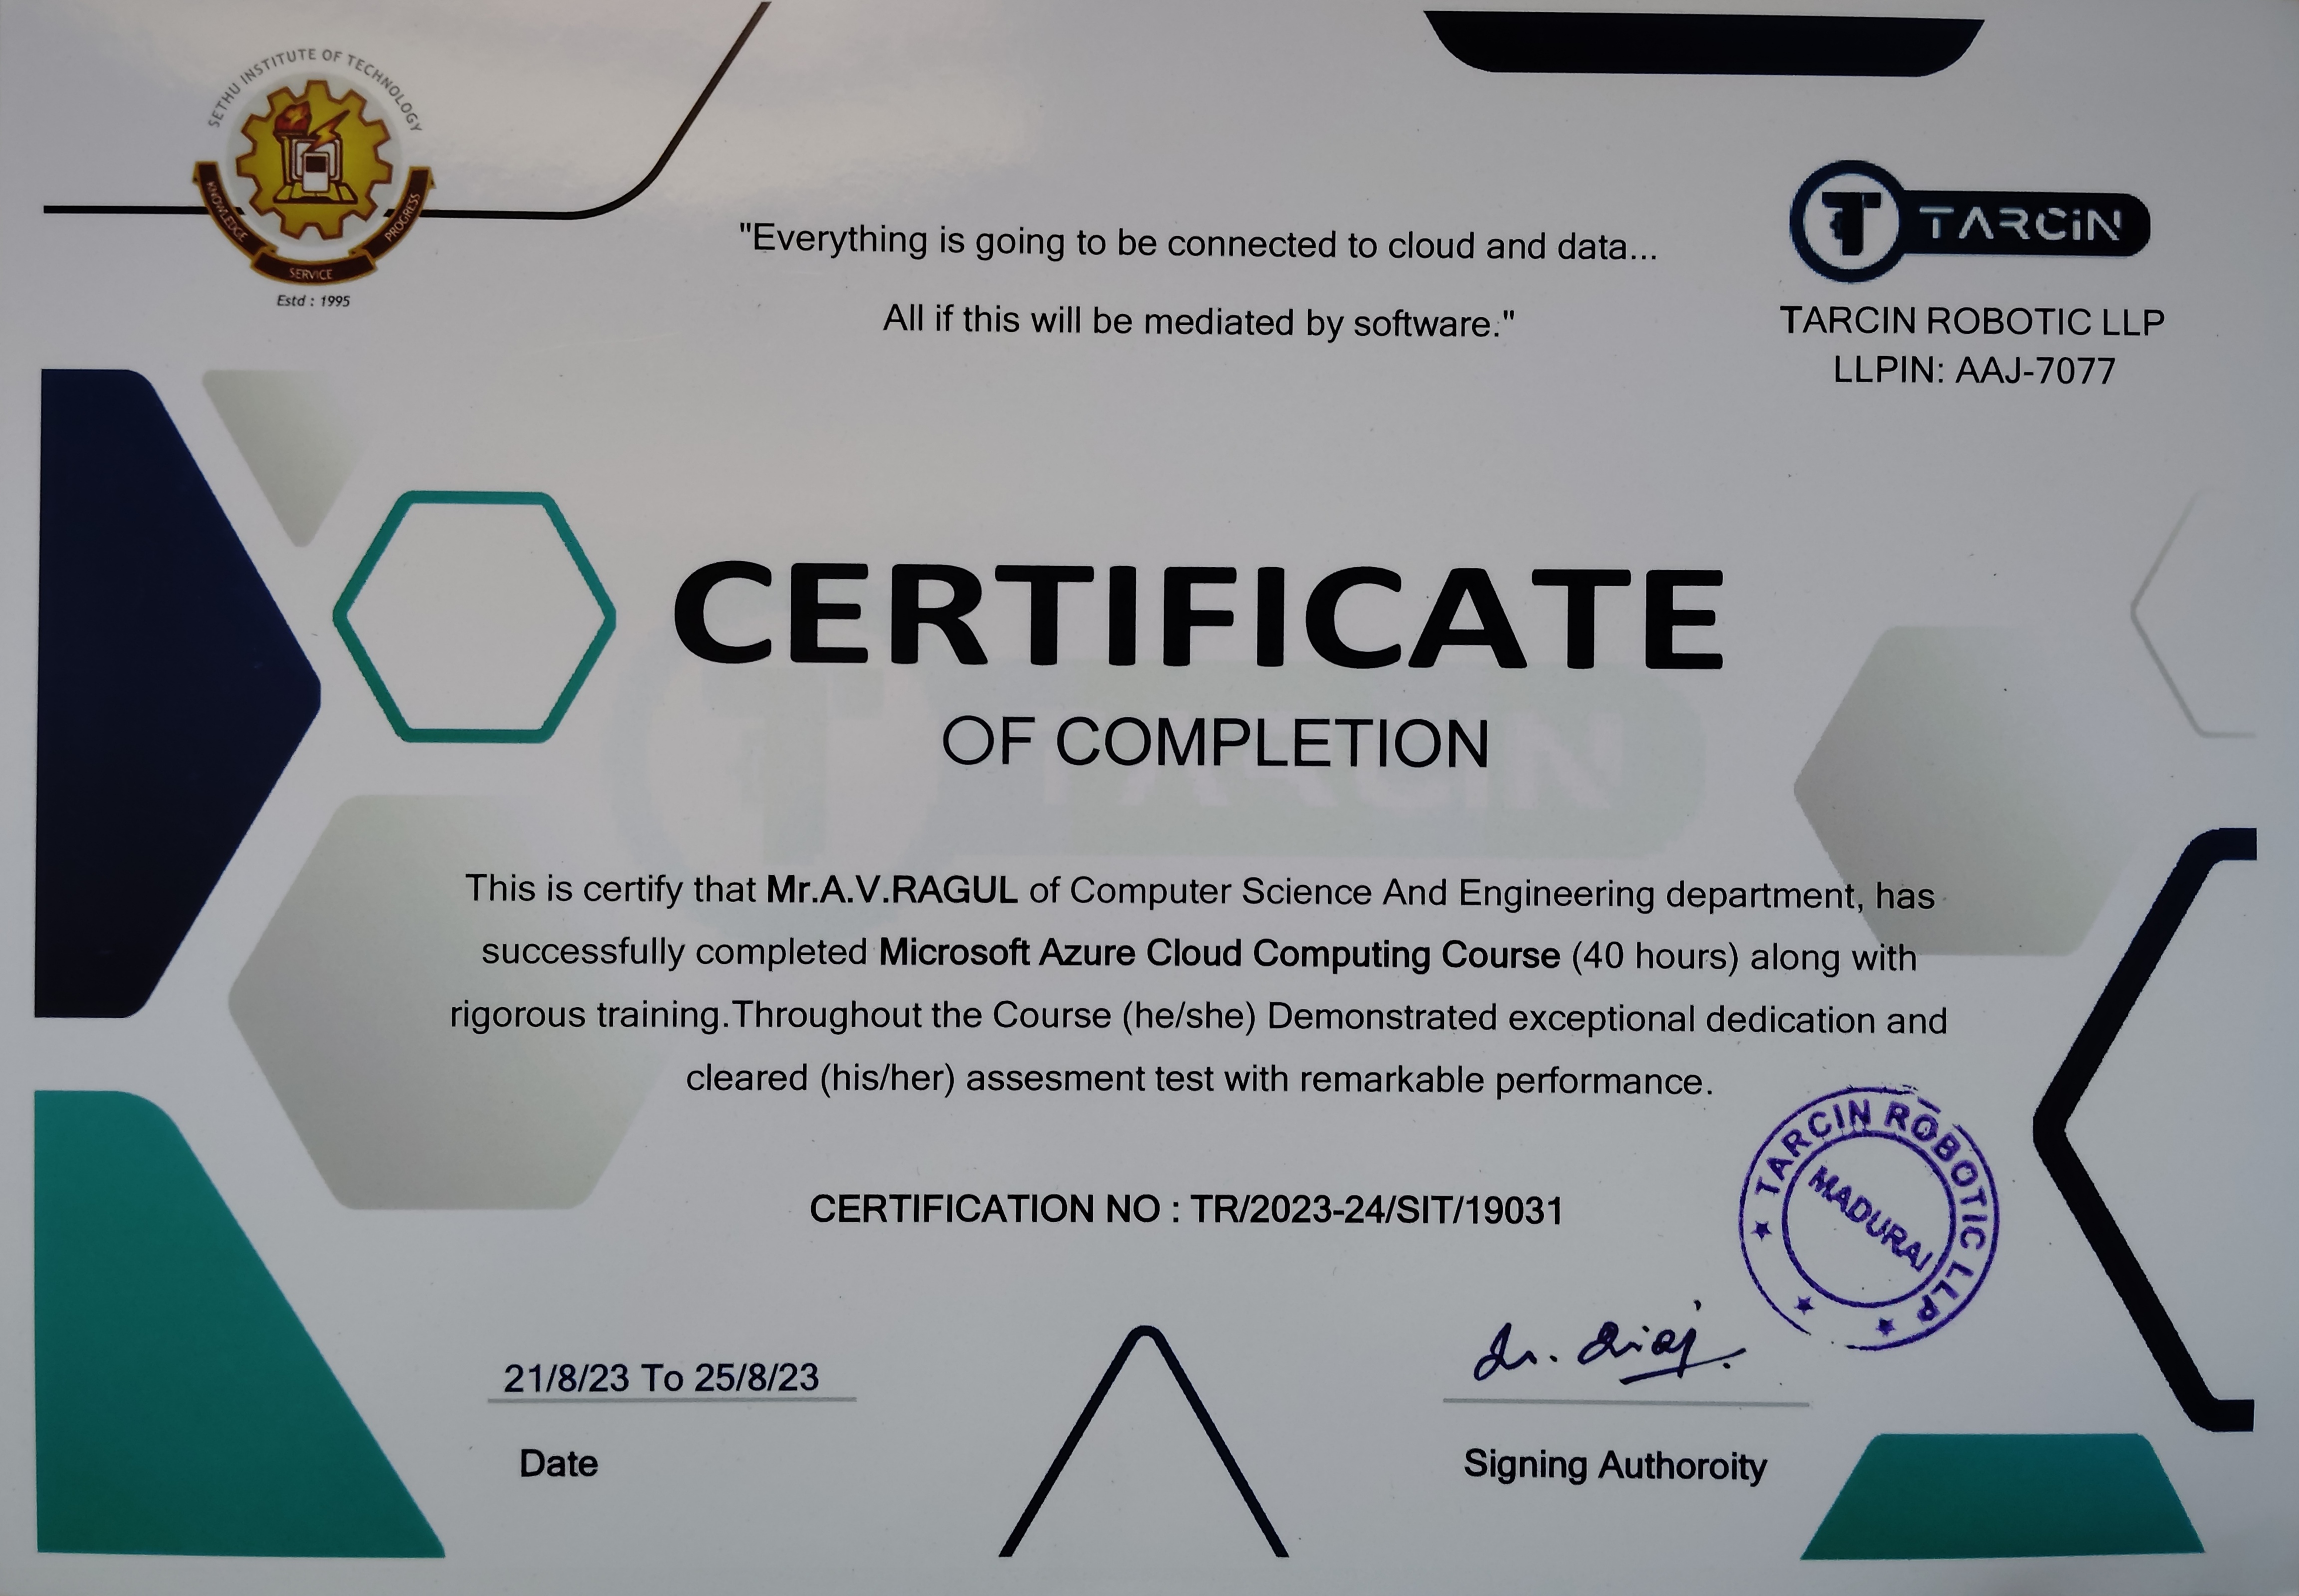 SETHU INSTITUTE OF TECHNOLOGY
KNOWLEDGE
SERVICE
PROGRESS
Estd : 1995
"Everything is going to be connected to cloud and data...
All if this will be mediated by software."
TARCiN
TARCIN ROBOTIC LLP
LLPIN: AAJ-7077
CERTIFICATE
OF COMPLETION
TARCiN
This is certify that Mr.A.V.RAGUL of Computer Science And Engineering department, has
successfully completed Microsoft Azure Cloud Computing Course (40 hours) along with
rigorous training.Throughout the Course (he/she) Demonstrated exceptional dedication and
cleared (his/her) assesment test with remarkable performance.
CERTIFICATION NO : TR/2023-24/SIT/19031
TARCIN ROBOTIC LLP
MADURAI
21/8/23 To 25/8/23
Date
Signing Authoroity